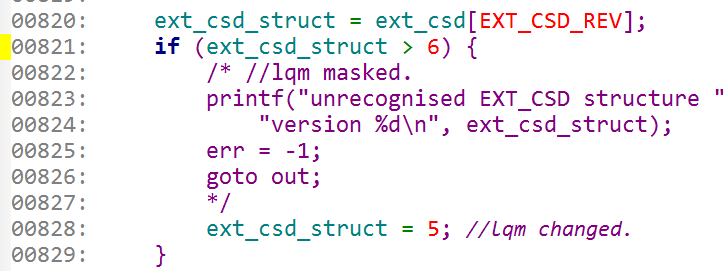 00820: ext_csd_struct = ext_csd[EXT_CSD_REV];
00821: if (ext_csd_struct > 6) {
00822: /* //lqm masked.
00823: printf("unrecognised EXT_CSD structure "
00824: "version %d\n", ext_csd_struct);
00825: err = -1;
00826: goto out;
00827: */
00828: ext_csd_struct = 5; //lqm changed.
00829: }